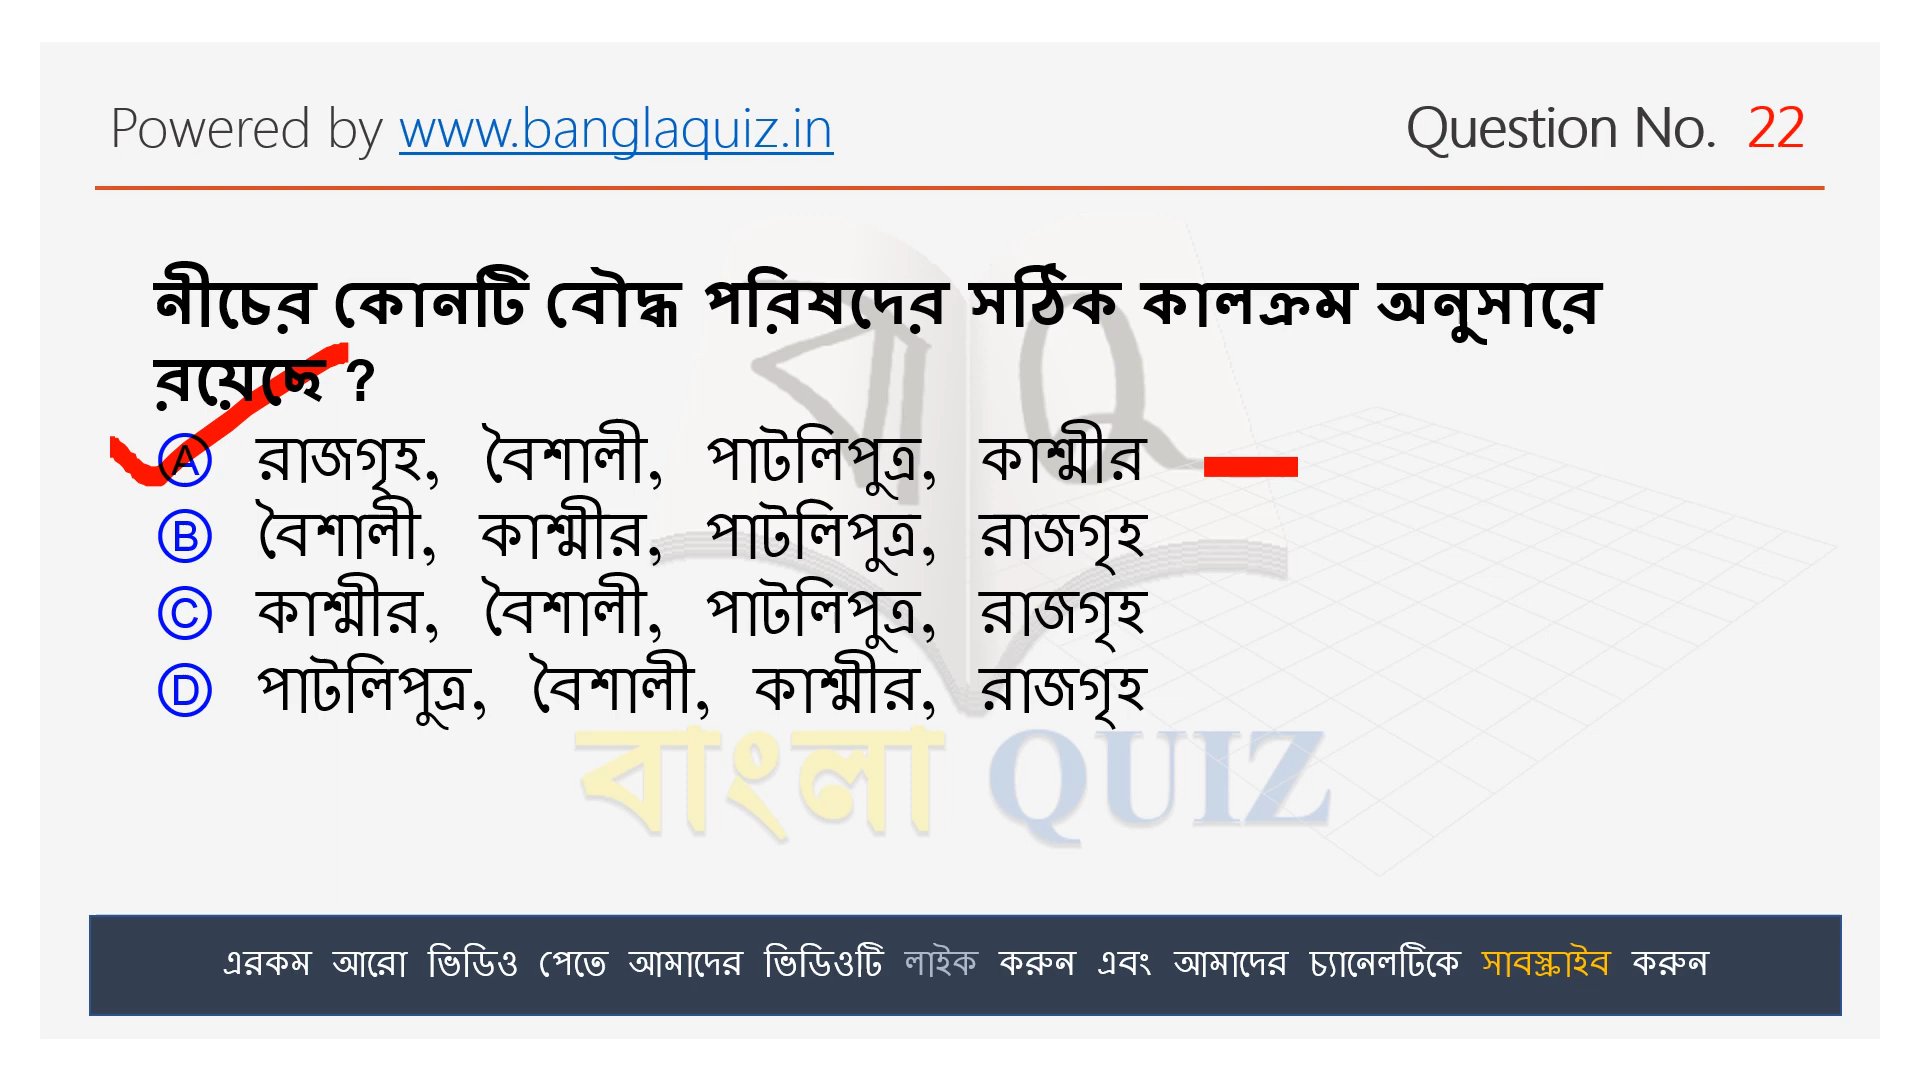 Powered by www.banglaquiz.in
Question No. 22
নীচের কোনটি বৌদ্ধ পরিষদের সঠিক কালক্রম অনুসারে
রয়েছে ?
Ⓐ রাজগৃহ, বৈশালী, পাটলিপুত্র, কাশ্মীর
Ⓑ বৈশালী, কাশ্মীর, পাটলিপুত্র, রাজগৃহ
Ⓒ কাশ্মীর, বৈশালী, পাটলিপুত্র, রাজগৃহ
Ⓓ পাটলিপুত্র, বৈশালী, কাশ্মীর, রাজগৃহ
বা Q
বাংলা QUIZ
এরকম আরো ভিডিও পেতে আমাদের ভিডিওটি লাইক করুন এবং আমাদের চ্যানেলটিকে সাবস্ক্রাইব করুন